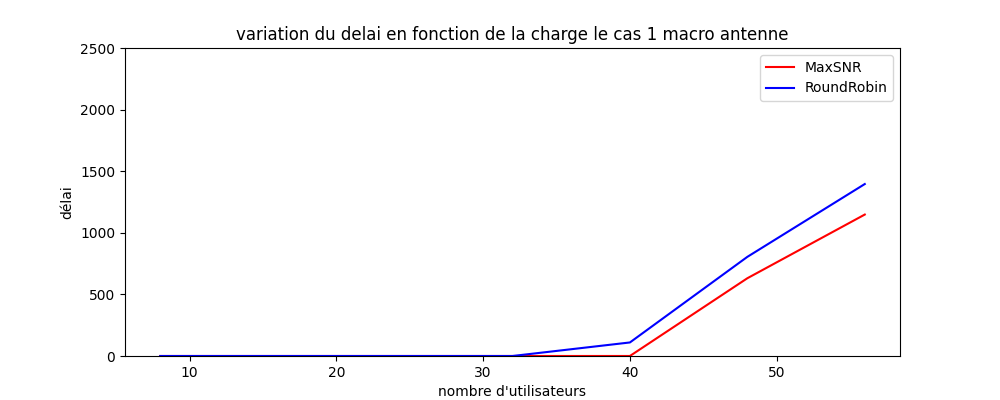 variation du delai en fonction de la charge le cas 1 macro antenne
MaxSNR
RoundRobin
délai
2500
2000
1500
1000
500
0
10 20 30 40 50
nombre d'utilisateurs